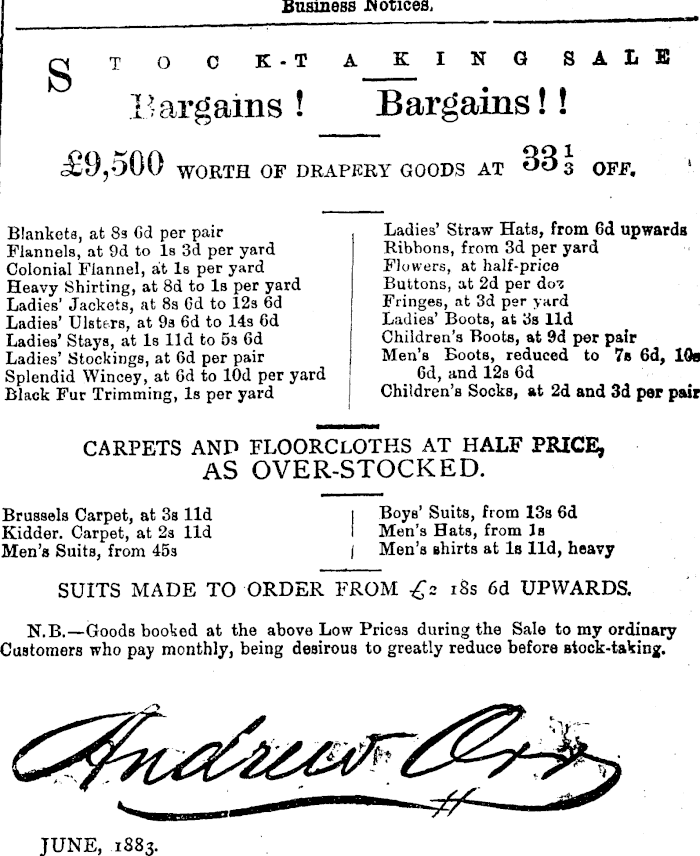 Business Notices.
STOCK-TAKING SALE
Bargains! Bargains!!
£9,500 WORTH OF DRAPERY GOODS AT 33⅓ OFF.
Blankets, at 8s 6d per pair
Flannels, at 9d to 1s 3d per yard
Colonial Flannel, at 1s per yard
Heavy Shirting, at 8d to 1s per yard
Ladies' Jackets, at 8s 6d to 12s 6d
Ladies' Ulsters, at 9s 6d to 14s 6d
Ladies' Stays, at 1s 11d to 5s 6d
Ladies' Stockings, at 6d per pair
Splendid Wincey, at 6d to 10d per yard
Black Fur Trimming, 1s per yard
Ladies' Straw Hats, from 6d upwards
Ribbons, from 3d per yard
Flowers, at half-price
Buttons, at 2d per doz
Fringes, at 3d per yard
Ladies' Boots, at 3s 11d
Children's Boots, at 9d per pair
Men's Boots, reduced to 7s 6d, 10s
6d, and 12s 6d
Children's Socks, at 2d and 3d per pair
CARPETS AND FLOORCLOTHS AT HALF PRICE,
AS OVER-STOCKED.
Brussels Carpet, at 3s 11d
Kidder. Carpet, at 2s 11d
Men's Suits, from 45s
Boys' Suits, from 13s 6d
Men's Hats, from 1s
Men's shirts at 1s 11d, heavy
SUITS MADE TO ORDER FROM £2 18s 6d UPWARDS.
N.B.—Goods booked at the above Low Prices during the Sale to my ordinary
Customers who pay monthly, being desirous to greatly reduce before stock-taking.
Andrew Orr
JUNE, 1883.